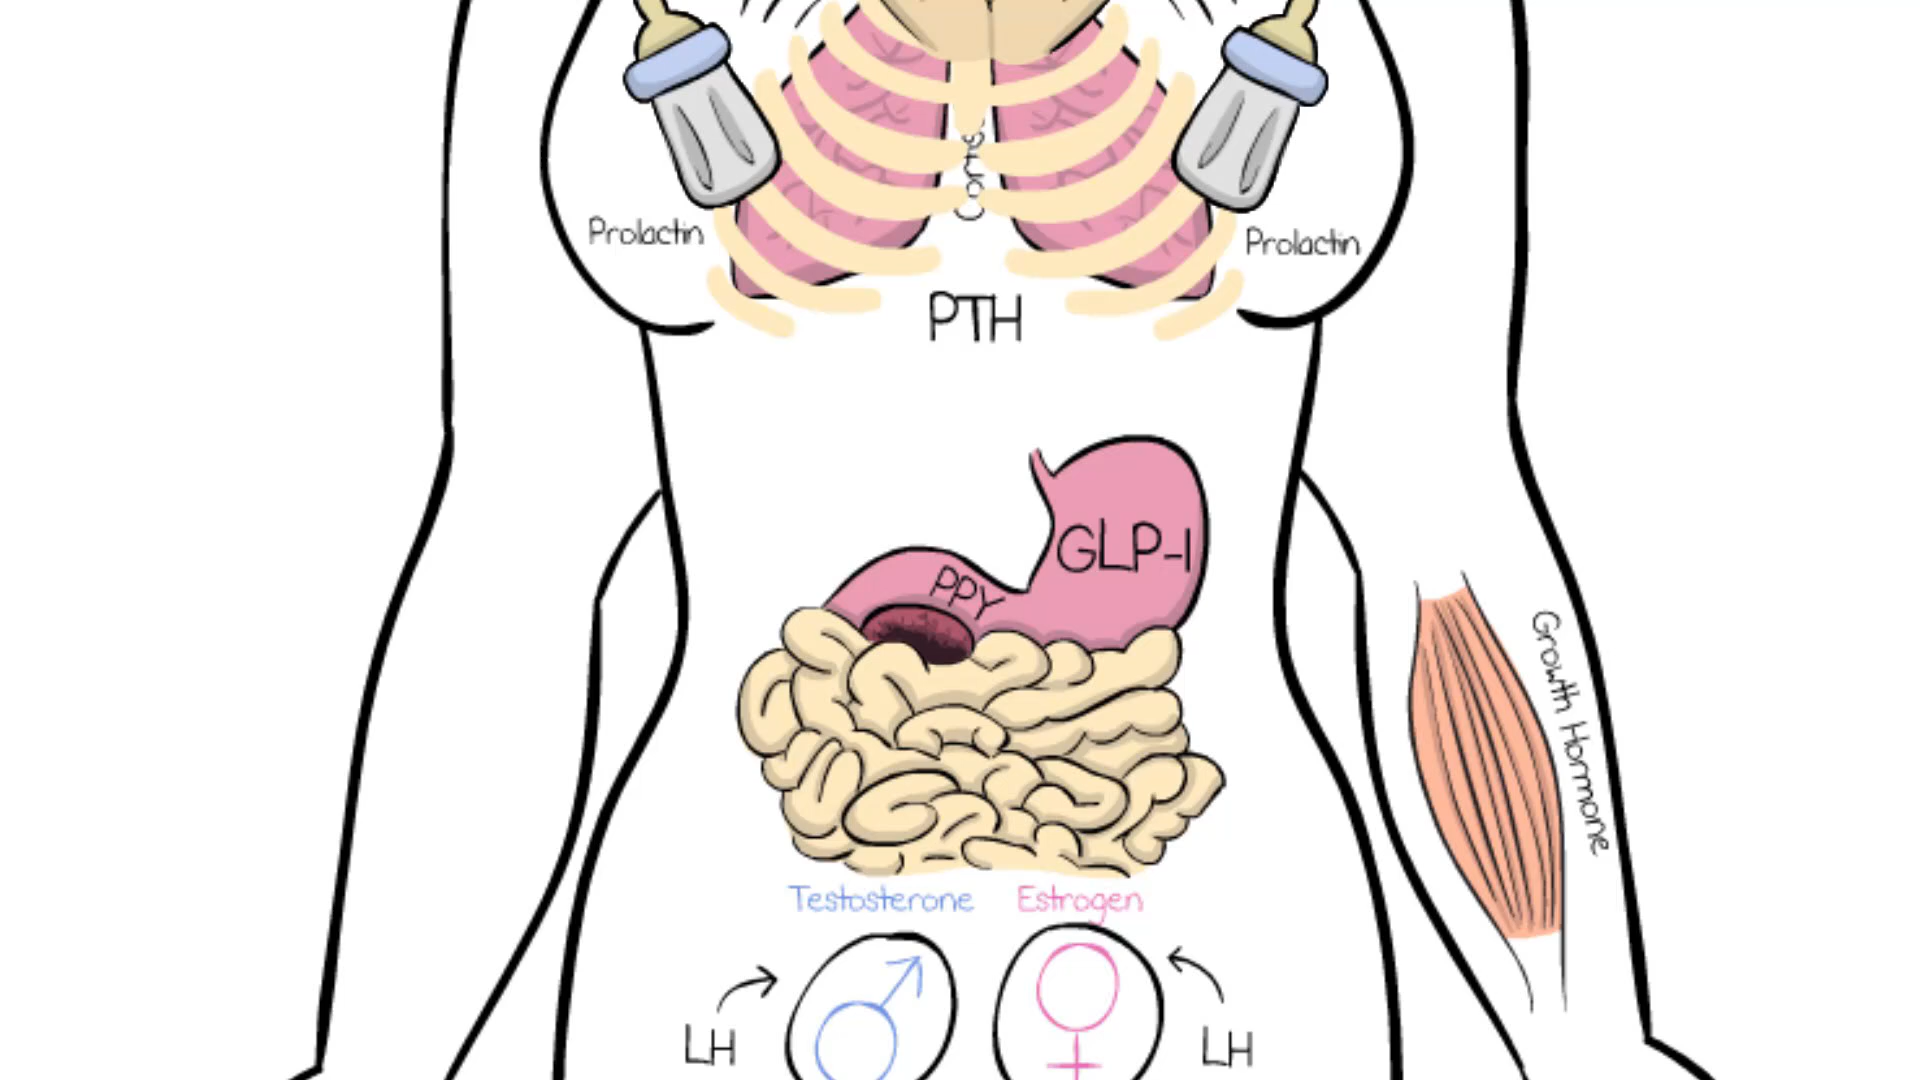 Prolactin
Prolactin
PTH
GLP-1
PPY
Growth Hormone
Testosterone
Estrogen
LH
LH